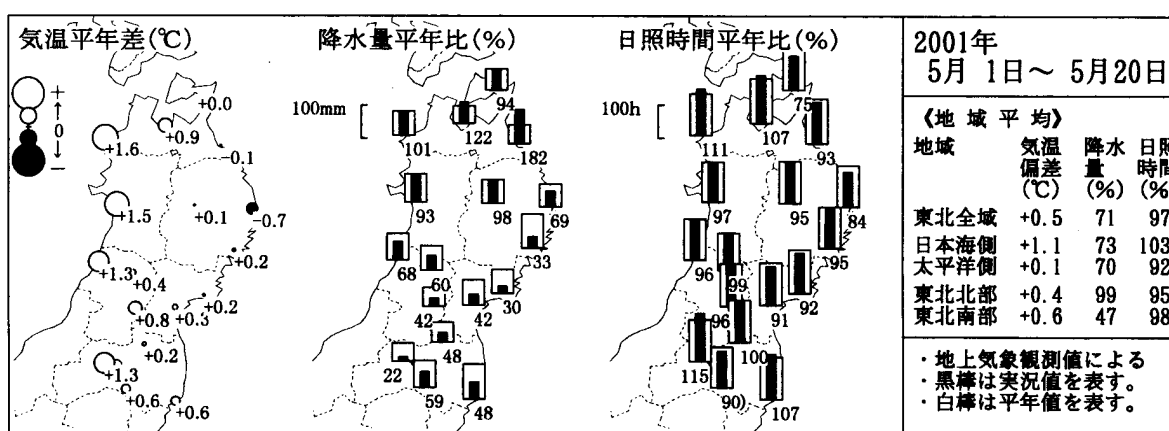 気温平年差(℃)
+
↑
0
↓
−
+0.0
+0.9
+1.6
−0.1
+1.5
+0.1
−0.7
+0.2
+1.3
+0.4
+0.2
+0.8
+0.3
+0.2
+1.3
+0.6
+0.6
降水量平年比(%)
100mm
94
122
101
182
93
98
69
33
68
60
30
42
42
48
22
59
48
日照時間平年比(%)
100h
75
107
111
93
97
95
84
95
96
99
92
96
91
100
115
90)
107
2001年
5月 1日～ 5月20日
《地 域 平 均》
地域 気温 降水 日照
偏差 量 時間
(℃) (%) (%
東北全域 +0.5 71 97
日本海側 +1.1 73 103
太平洋側 +0.1 70 92
東北北部 +0.4 99 95
東北南部 +0.6 47 98
・地上気象観測値による
・黒棒は実況値を表す。
・白棒は平年値を表す。